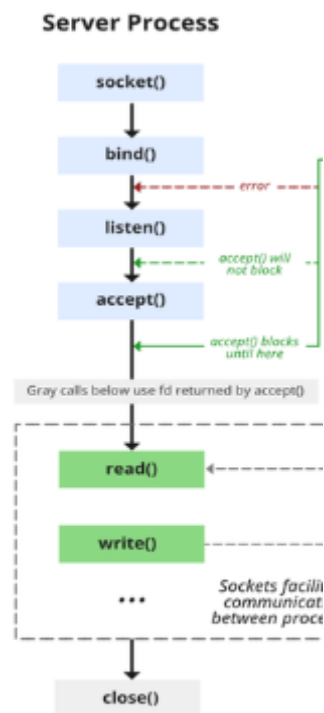 Server Process
socket()
bind()
error
listen()
accept() will
not block
accept()
accept() blocks
until here
Gray calls below use fd returned by accept()
read()
write()
...
Sockets facilit
communicat
between proce
close()